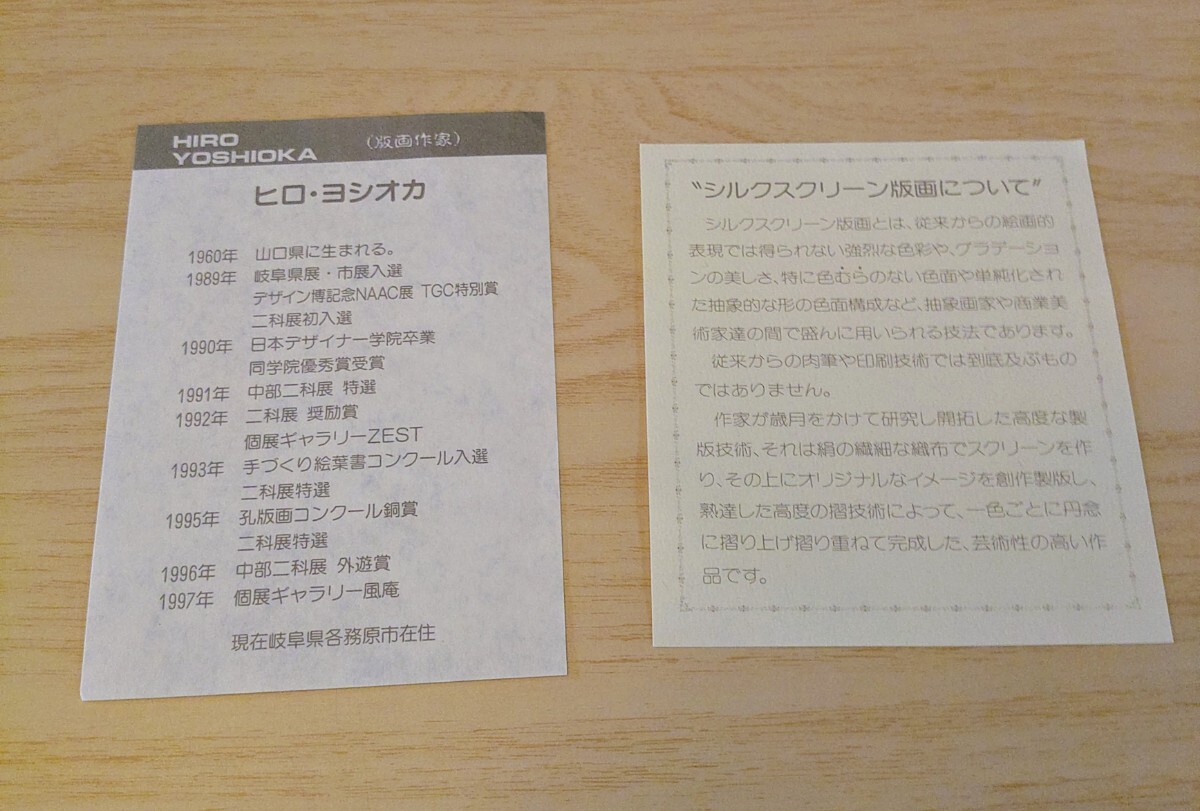 HIRO
YOSHIOKA
(版画作家)
ヒロ・ヨシオカ
1960年 山口県に生まれる。
1989年 岐阜県展・市展入選
デザイン博記念NAAC展 TGC特別賞
二科展初入選
1990年 日本デザイナー学院卒業
同学院優秀賞受賞
1991年 中部二科展 特選
1992年 二科展 奨励賞
個展ギャラリーZEST
1993年 手づくり絵葉書コンクール入選
二科展特選
1995年 孔版画コンクール銅賞
二科展特選
1996年 中部二科展 外遊賞
1997年 個展ギャラリー風庵
現在岐阜県各務原市在住
"シルクスクリーン版画について"
シルクスクリーン版画とは、従来からの絵画的
表現では得られない強烈な色彩や、グラデーショ
ンの美しさ、特に色むらのない色面や単純化され
た抽象的な形の色面構成など、抽象画家や商業美
術家達の間で盛んに用いられる技法であります。
従来からの肉筆や印刷技術では到底及ぶもの
ではありません。
作家が歳月をかけて研究し開拓した高度な製
版技術、それは絹の繊細な織布でスクリーンを作
り、その上にオリジナルなイメージを創作製版し、
熟達した高度の摺技術によって、一色ごとに丹念
に摺り上げ摺り重ねて完成した、芸術性の高い作
品です。